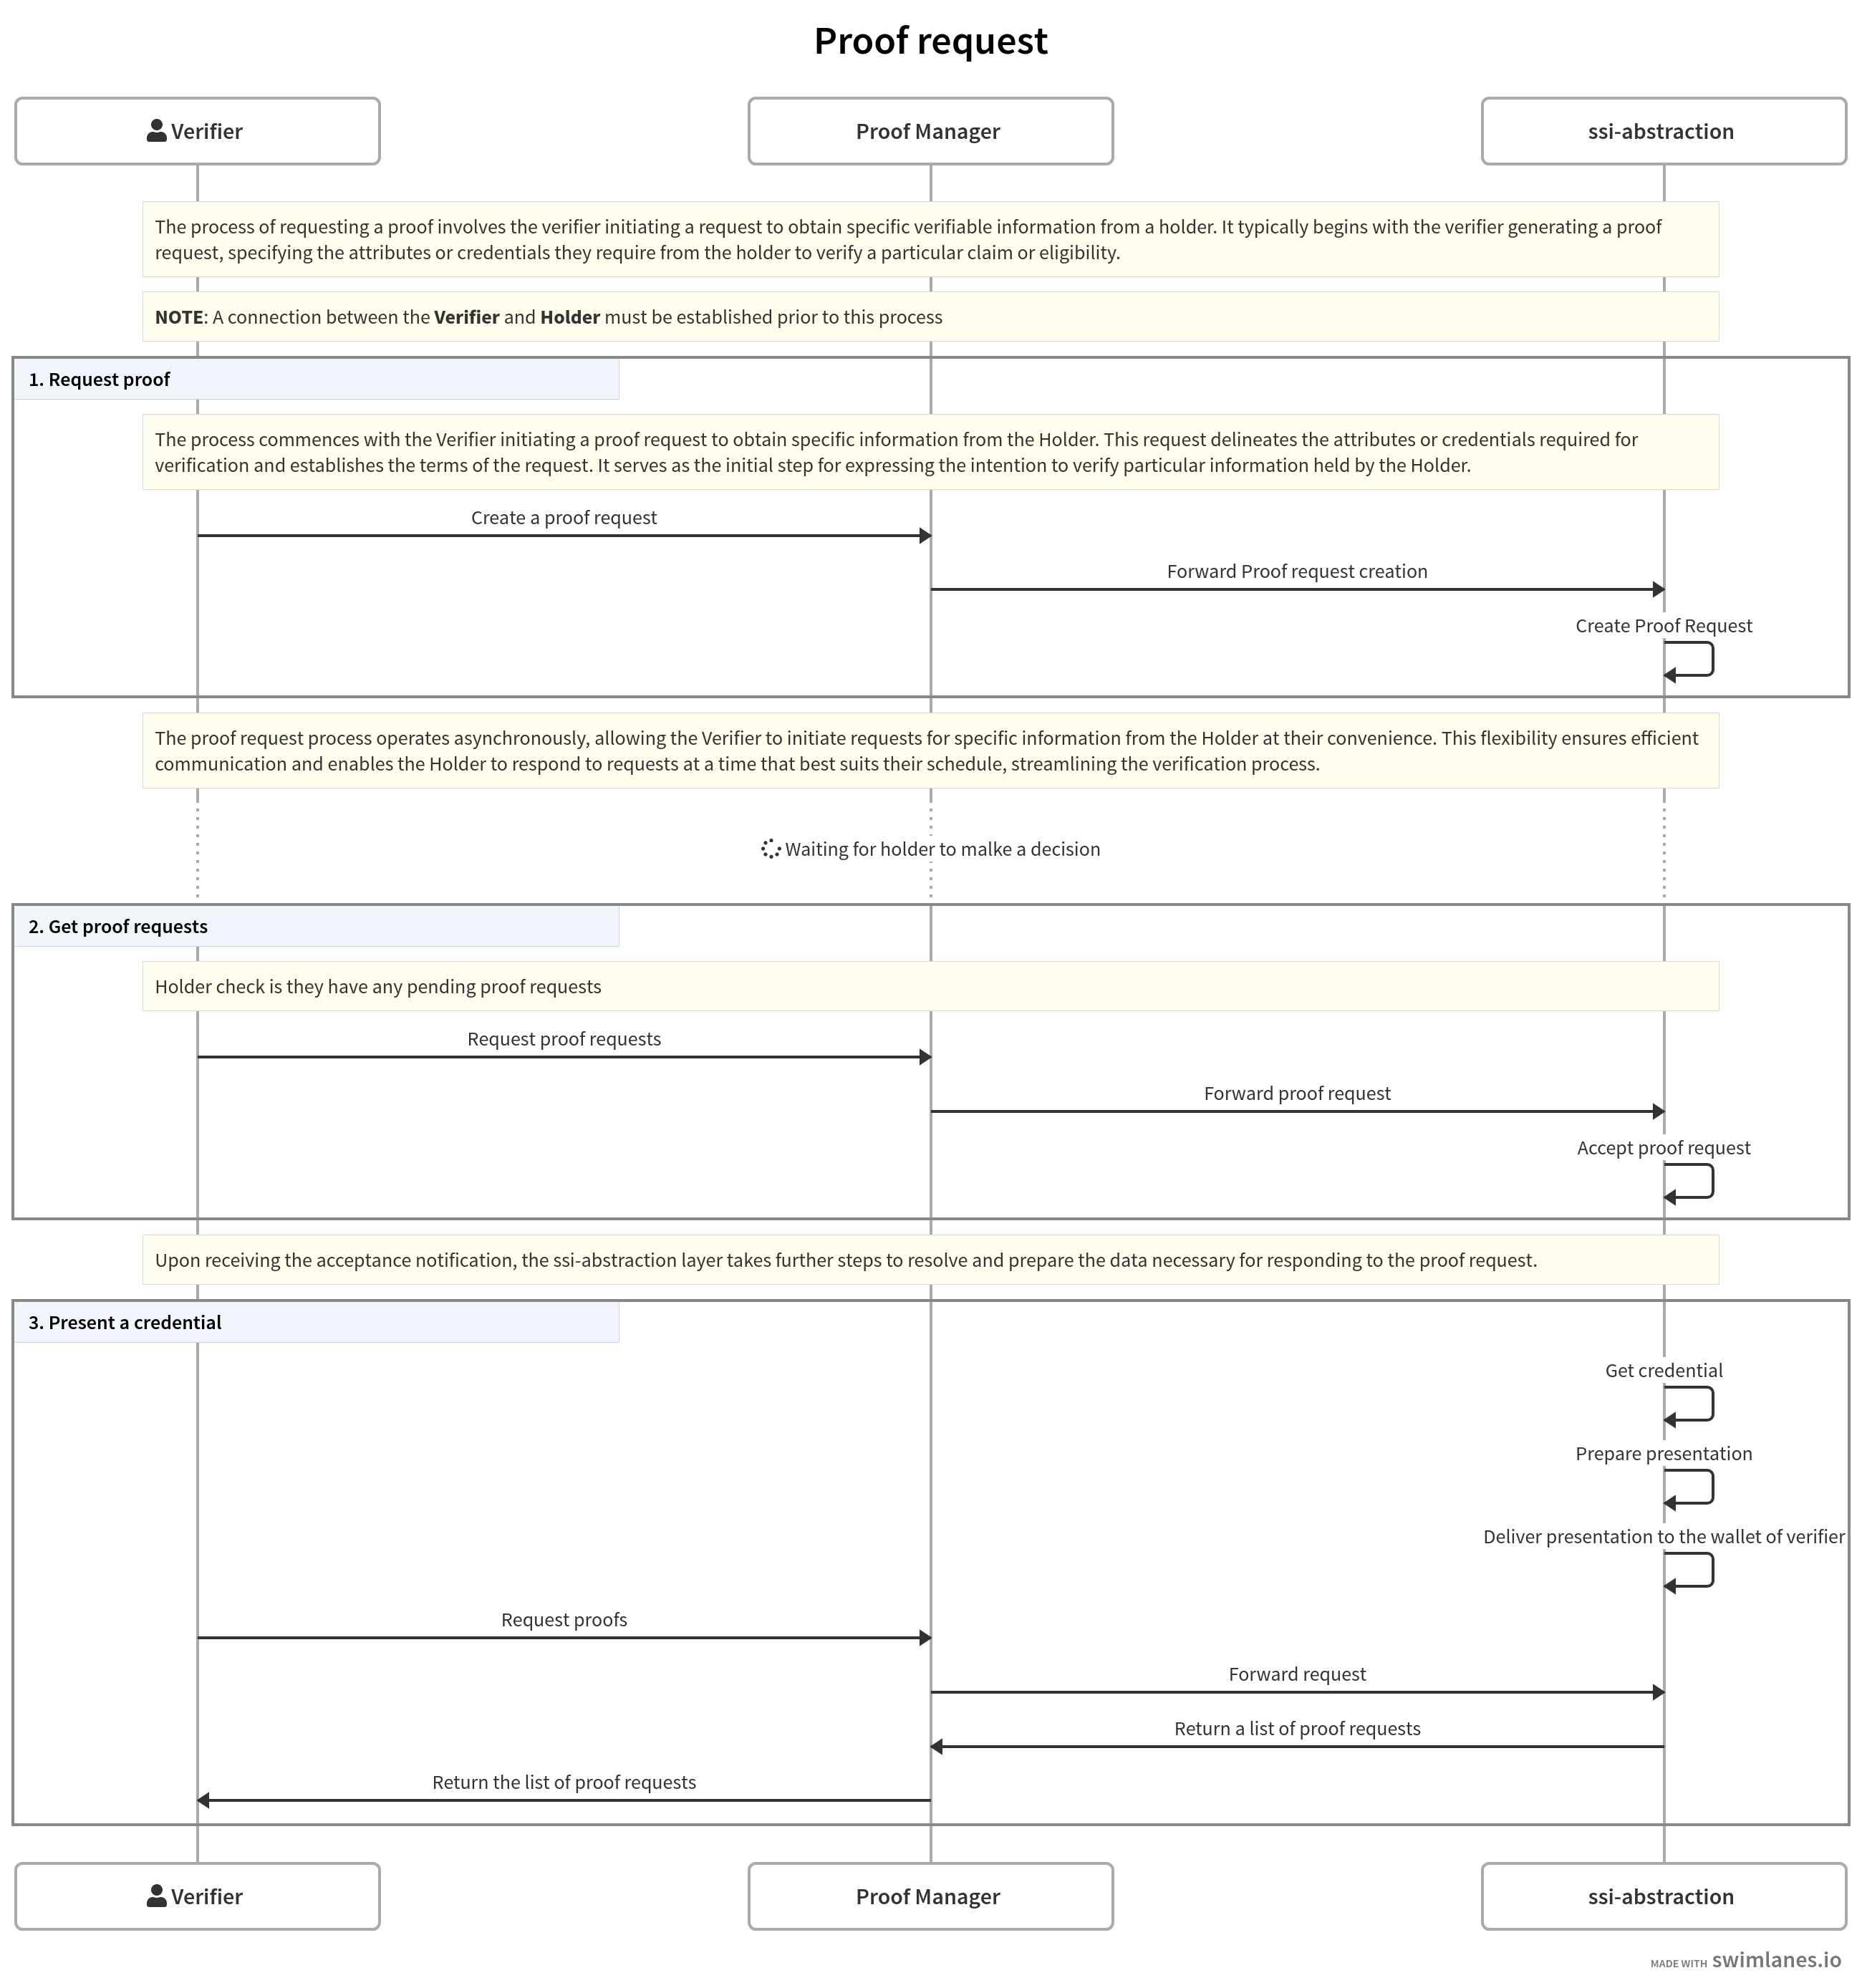 Proof request
Verifier
Proof Manager
ssi-abstraction
The process of requesting a proof involves the verifier initiating a request to obtain specific verifiable information from a holder. It typically begins with the verifier generating a proof
request, specifying the attributes or credentials they require from the holder to verify a particular claim or eligibility.
NOTE: A connection between the Verifier and Holder must be established prior to this process
1. Request proof
The process commences with the Verifier initiating a proof request to obtain specific information from the Holder. This request delineates the attributes or credentials required for
verification and establishes the terms of the request. It serves as the initial step for expressing the intention to verify particular information held by the Holder.
Create a proof request
Forward Proof request creation
Create Proof Request
The proof request process operates asynchronously, allowing the Verifier to initiate requests for specific information from the Holder at their convenience. This flexibility ensures efficient
communication and enables the Holder to respond to requests at a time that best suits their schedule, streamlining the verification process.
Waiting for holder to malke a decision
2. Get proof requests
Holder check is they have any pending proof requests
Request proof requests
Forward proof request
Accept proof request
Upon receiving the acceptance notification, the ssi-abstraction layer takes further steps to resolve and prepare the data necessary for responding to the proof request.
3. Present a credential
Get credential
Prepare presentation
Deliver presentation to the wallet of verifier
Request proofs
Forward request
Return a list of proof requests
Return the list of proof requests
Verifier
Proof Manager
ssi-abstraction
MADE WITH swimlanes.io